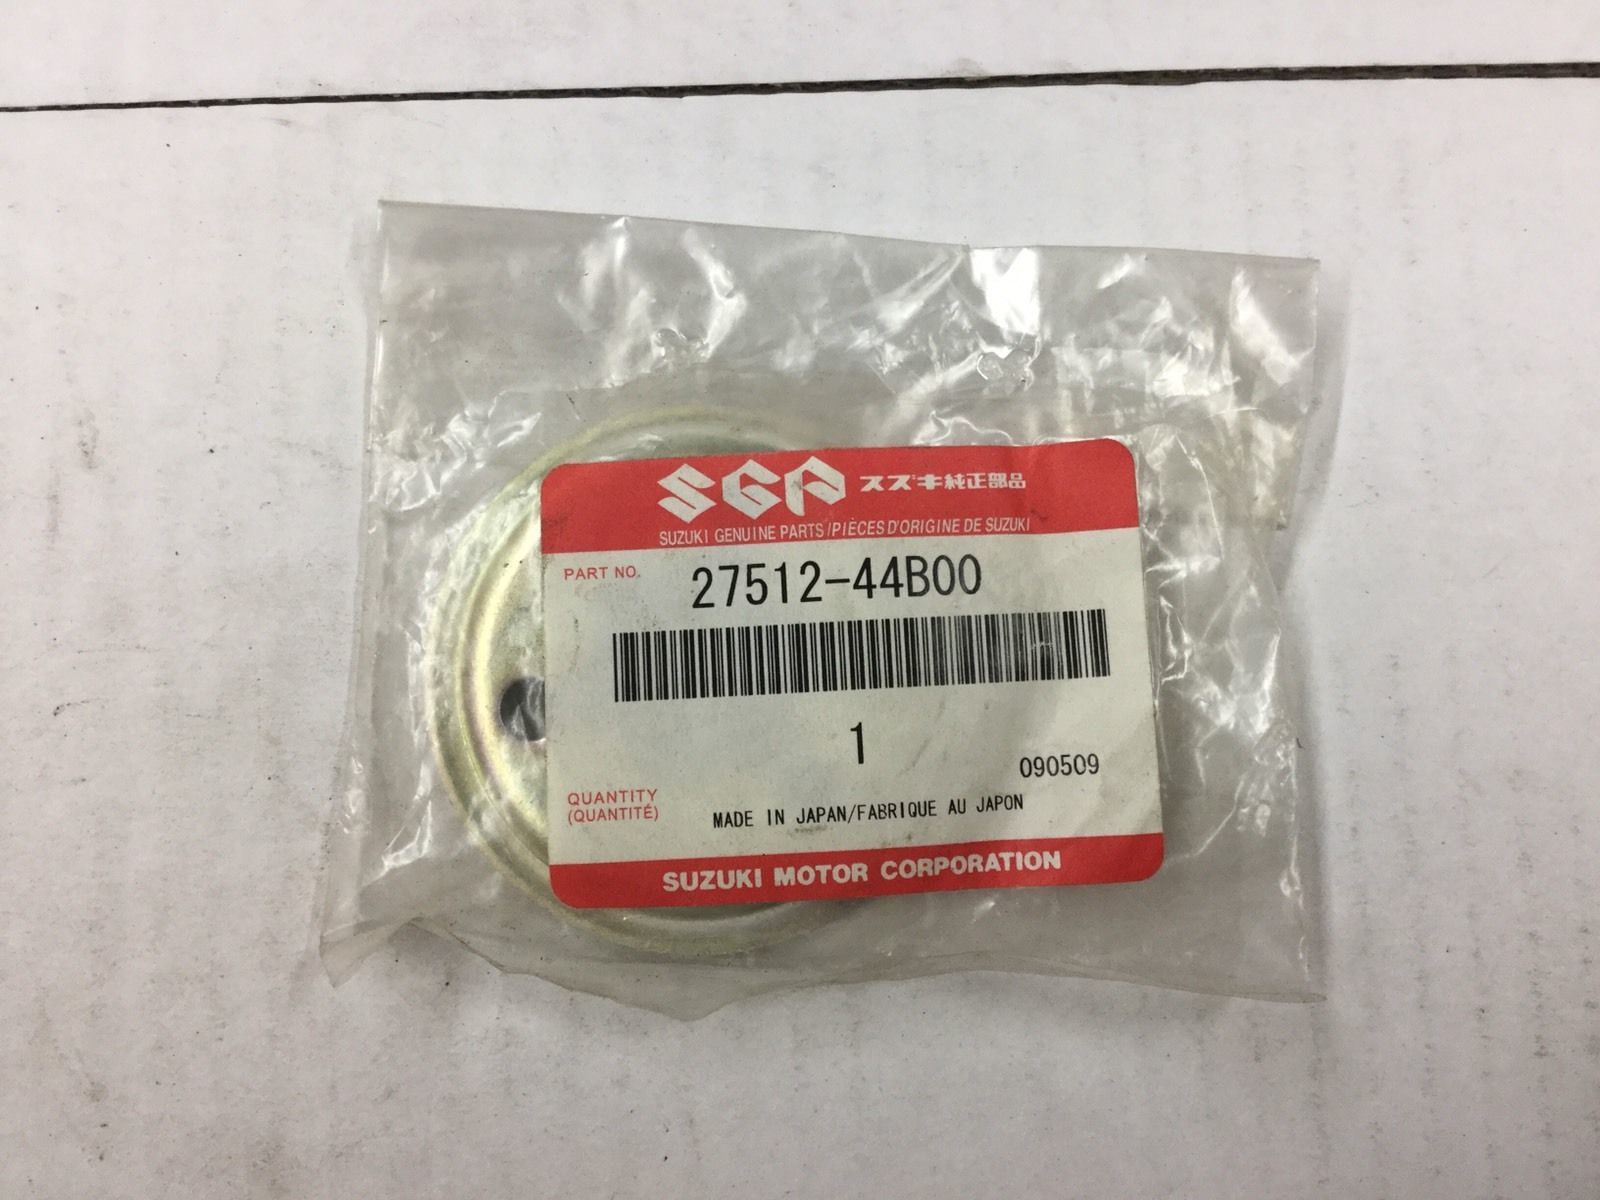 SGP スズキ純正部品
SUZUKI GENUINE PARTS/PIÈCES D'ORIGINE DE SUZUKI
PART NO. 27512-44B00
1
090509
QUANTITY
(QUANTITÉ)
MADE IN JAPAN/FABRIQUE AU JAPON
SUZUKI MOTOR CORPORATION